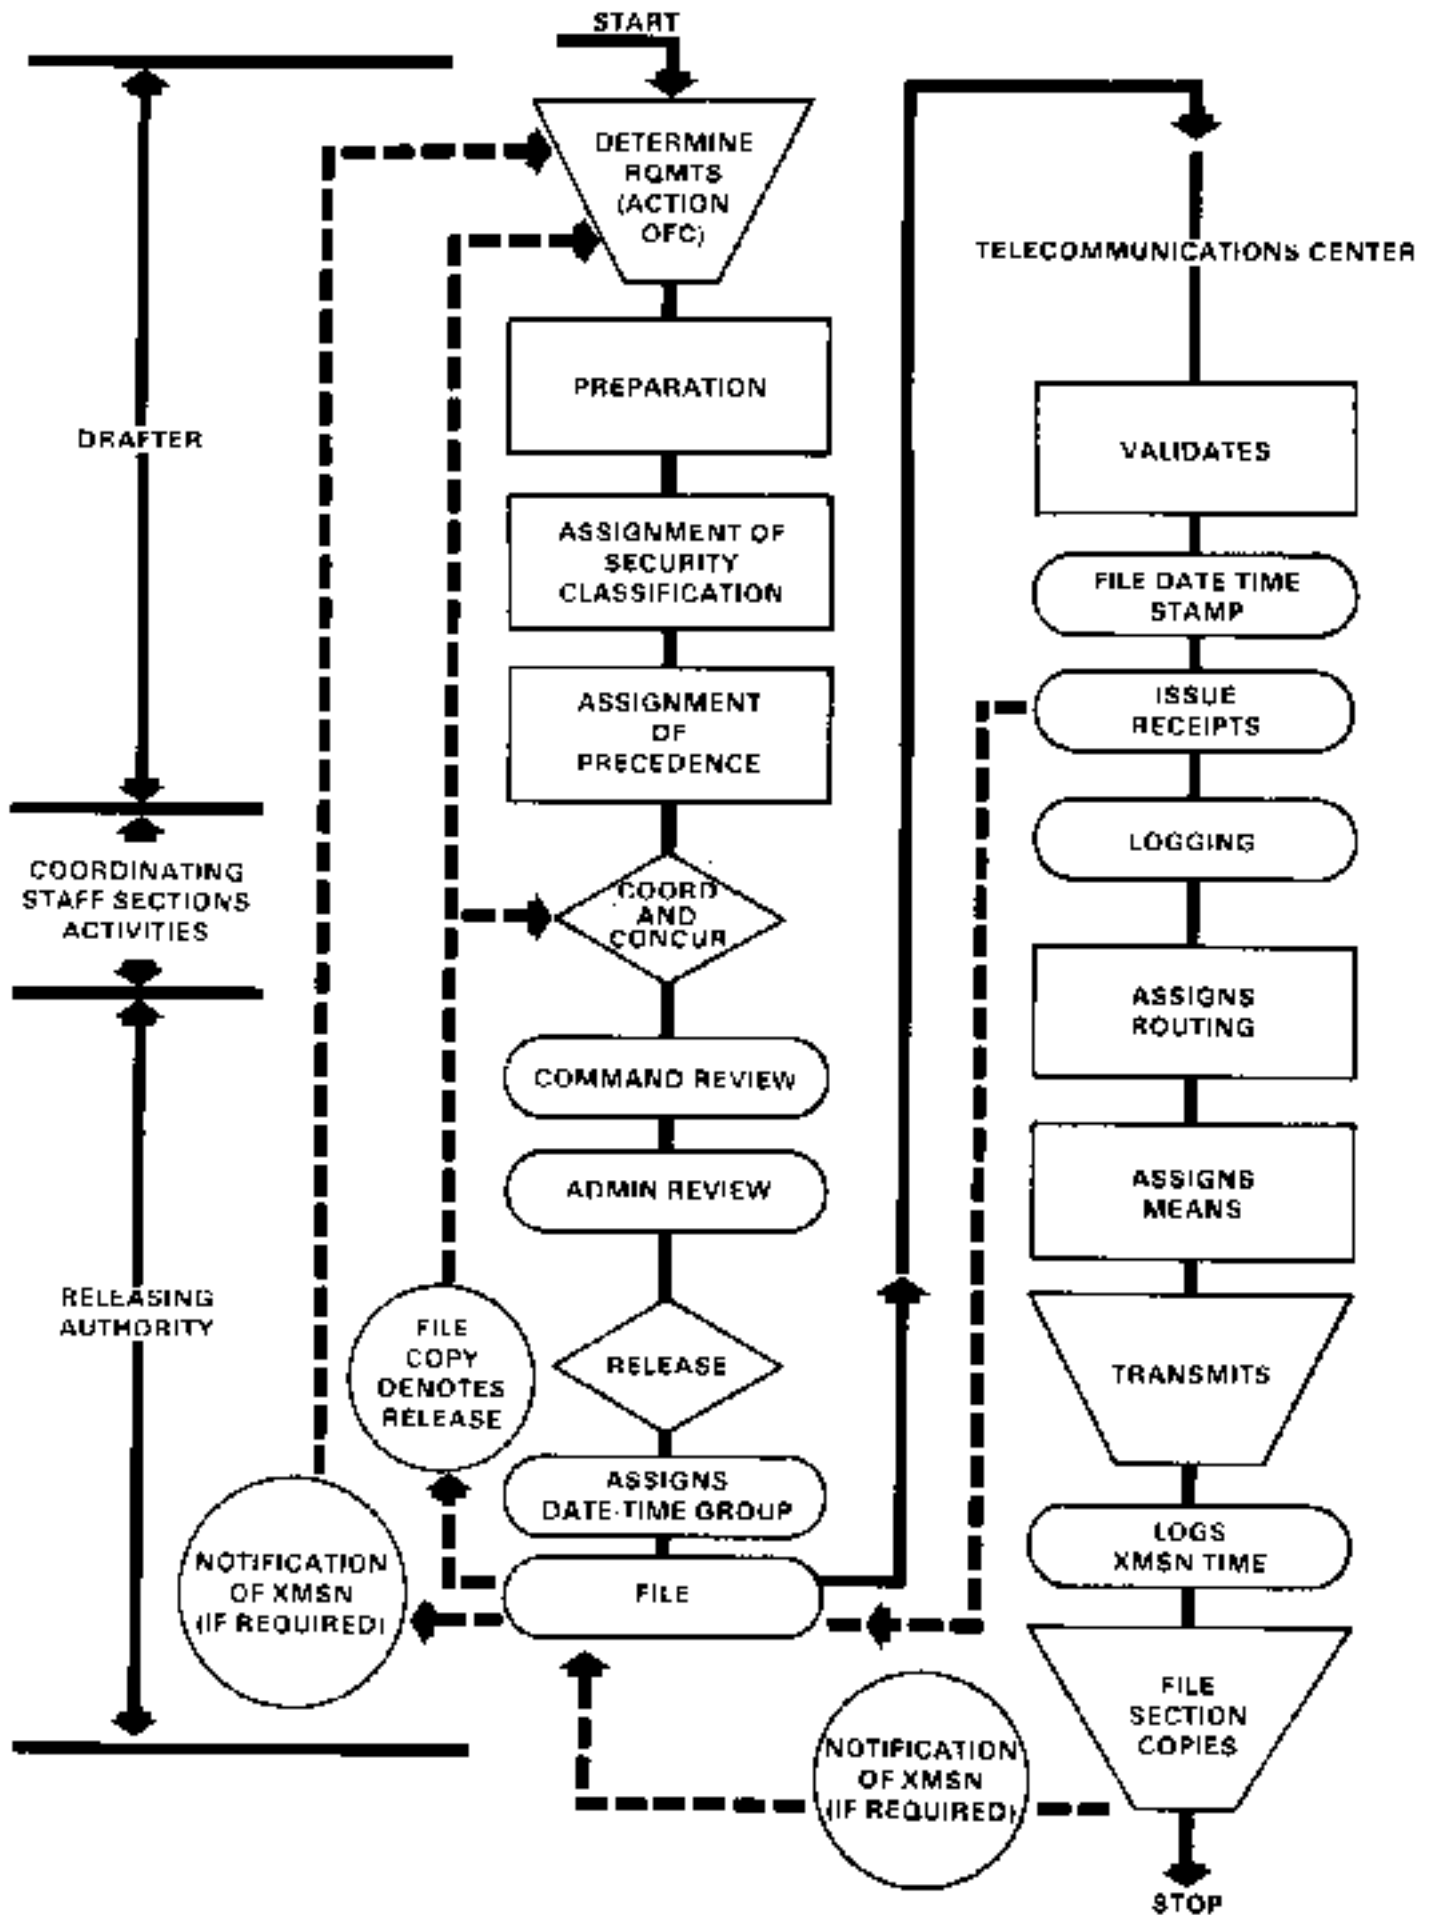 START
DETERMINE
RQMTS
(ACTION
OFC)
PREPARATION
ASSIGNMENT OF
SECURITY
CLASSIFICATION
ASSIGNMENT
OF
PRECEDENCE
COORD
AND
CONCUR
COMMAND REVIEW
ADMIN REVIEW
RELEASE
ASSIGNS
DATE-TIME GROUP
FILE
DRAFTER
COORDINATING
STAFF SECTIONS
ACTIVITIES
RELEASING
AUTHORITY
FILE
COPY
DENOTES
RELEASE
NOTIFICATION
OF XMSN
(IF REQUIRED)
TELECOMMUNICATIONS CENTER
VALIDATES
FILE DATE TIME
STAMP
ISSUE
RECEIPTS
LOGGING
ASSIGNS
ROUTING
ASSIGNS
MEANS
TRANSMITS
LOGS
XMSN TIME
FILE
SECTION
COPIES
NOTIFICATION
OF XMSN
(IF REQUIRED)
STOP